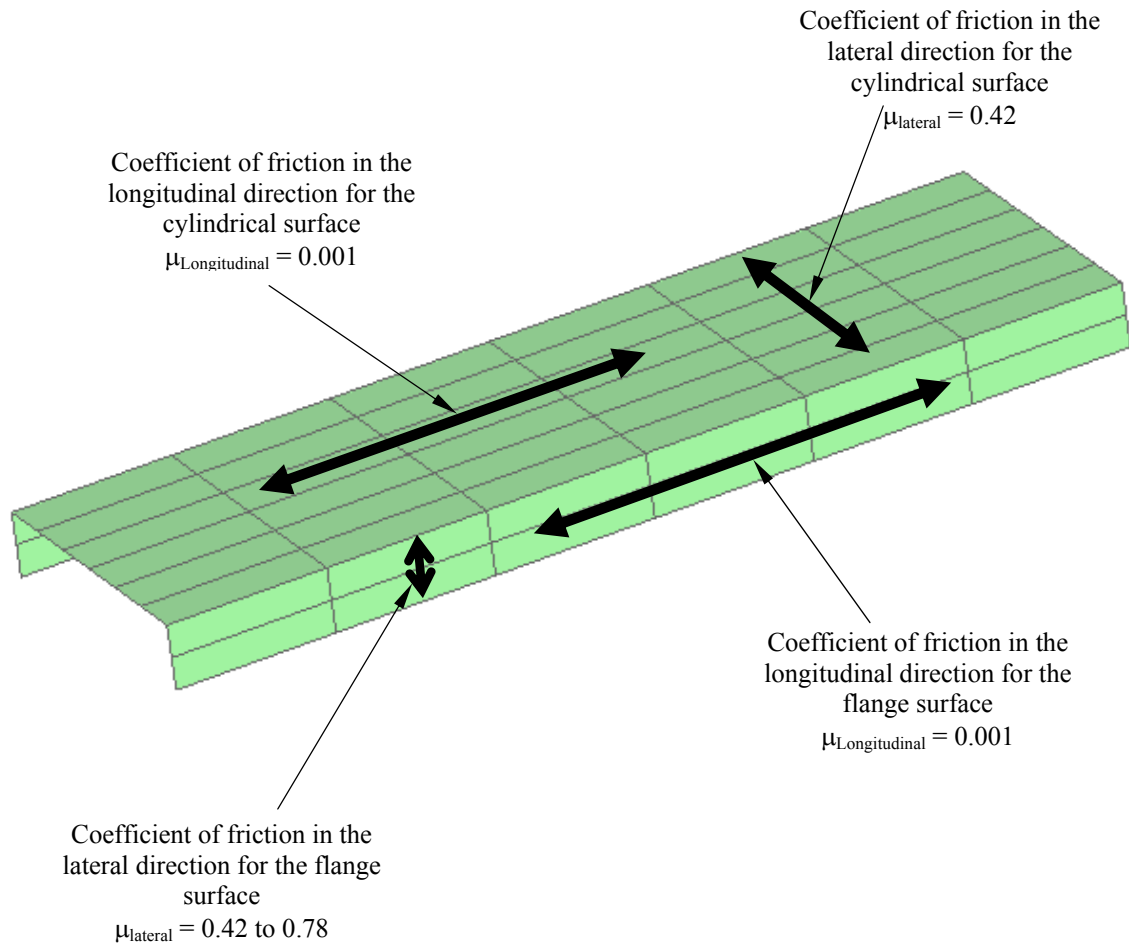 Coefficient of friction in the
lateral direction for the
cylindrical surface
μlateral = 0.42
Coefficient of friction in the
longitudinal direction for the
cylindrical surface
μLongitudinal = 0.001
Coefficient of friction in the
longitudinal direction for the
flange surface
μLongitudinal = 0.001
Coefficient of friction in the
lateral direction for the flange
surface
μlateral = 0.42 to 0.78